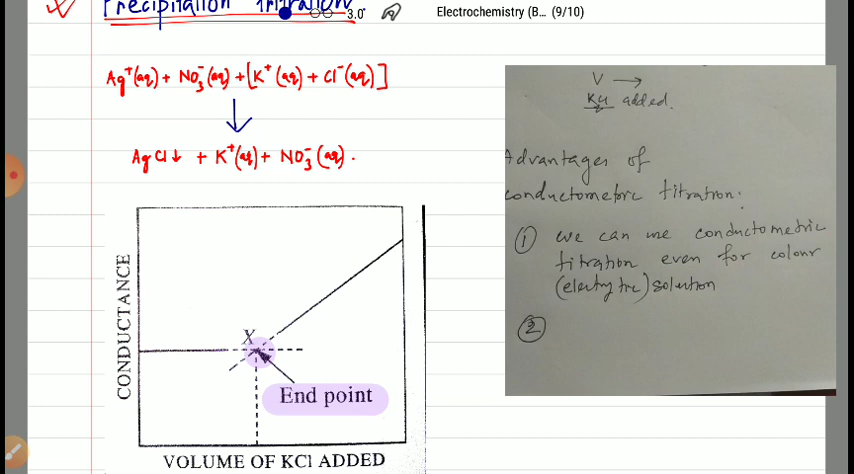 Precipitation titration
3.0
Electrochemistry (B... (9/10)
Ag⁺(aq) + NO₃⁻(aq) + [K⁺(aq) + Cl⁻(aq)]
↓
AgCl↓ + K⁺(aq) + NO₃⁻(aq).
CONDUCTANCE
X
End point
VOLUME OF KCl ADDED
V →
KCl added.
Advantages of
conductometric titration:
① We can use conductometric
titration even for colour
solution
②